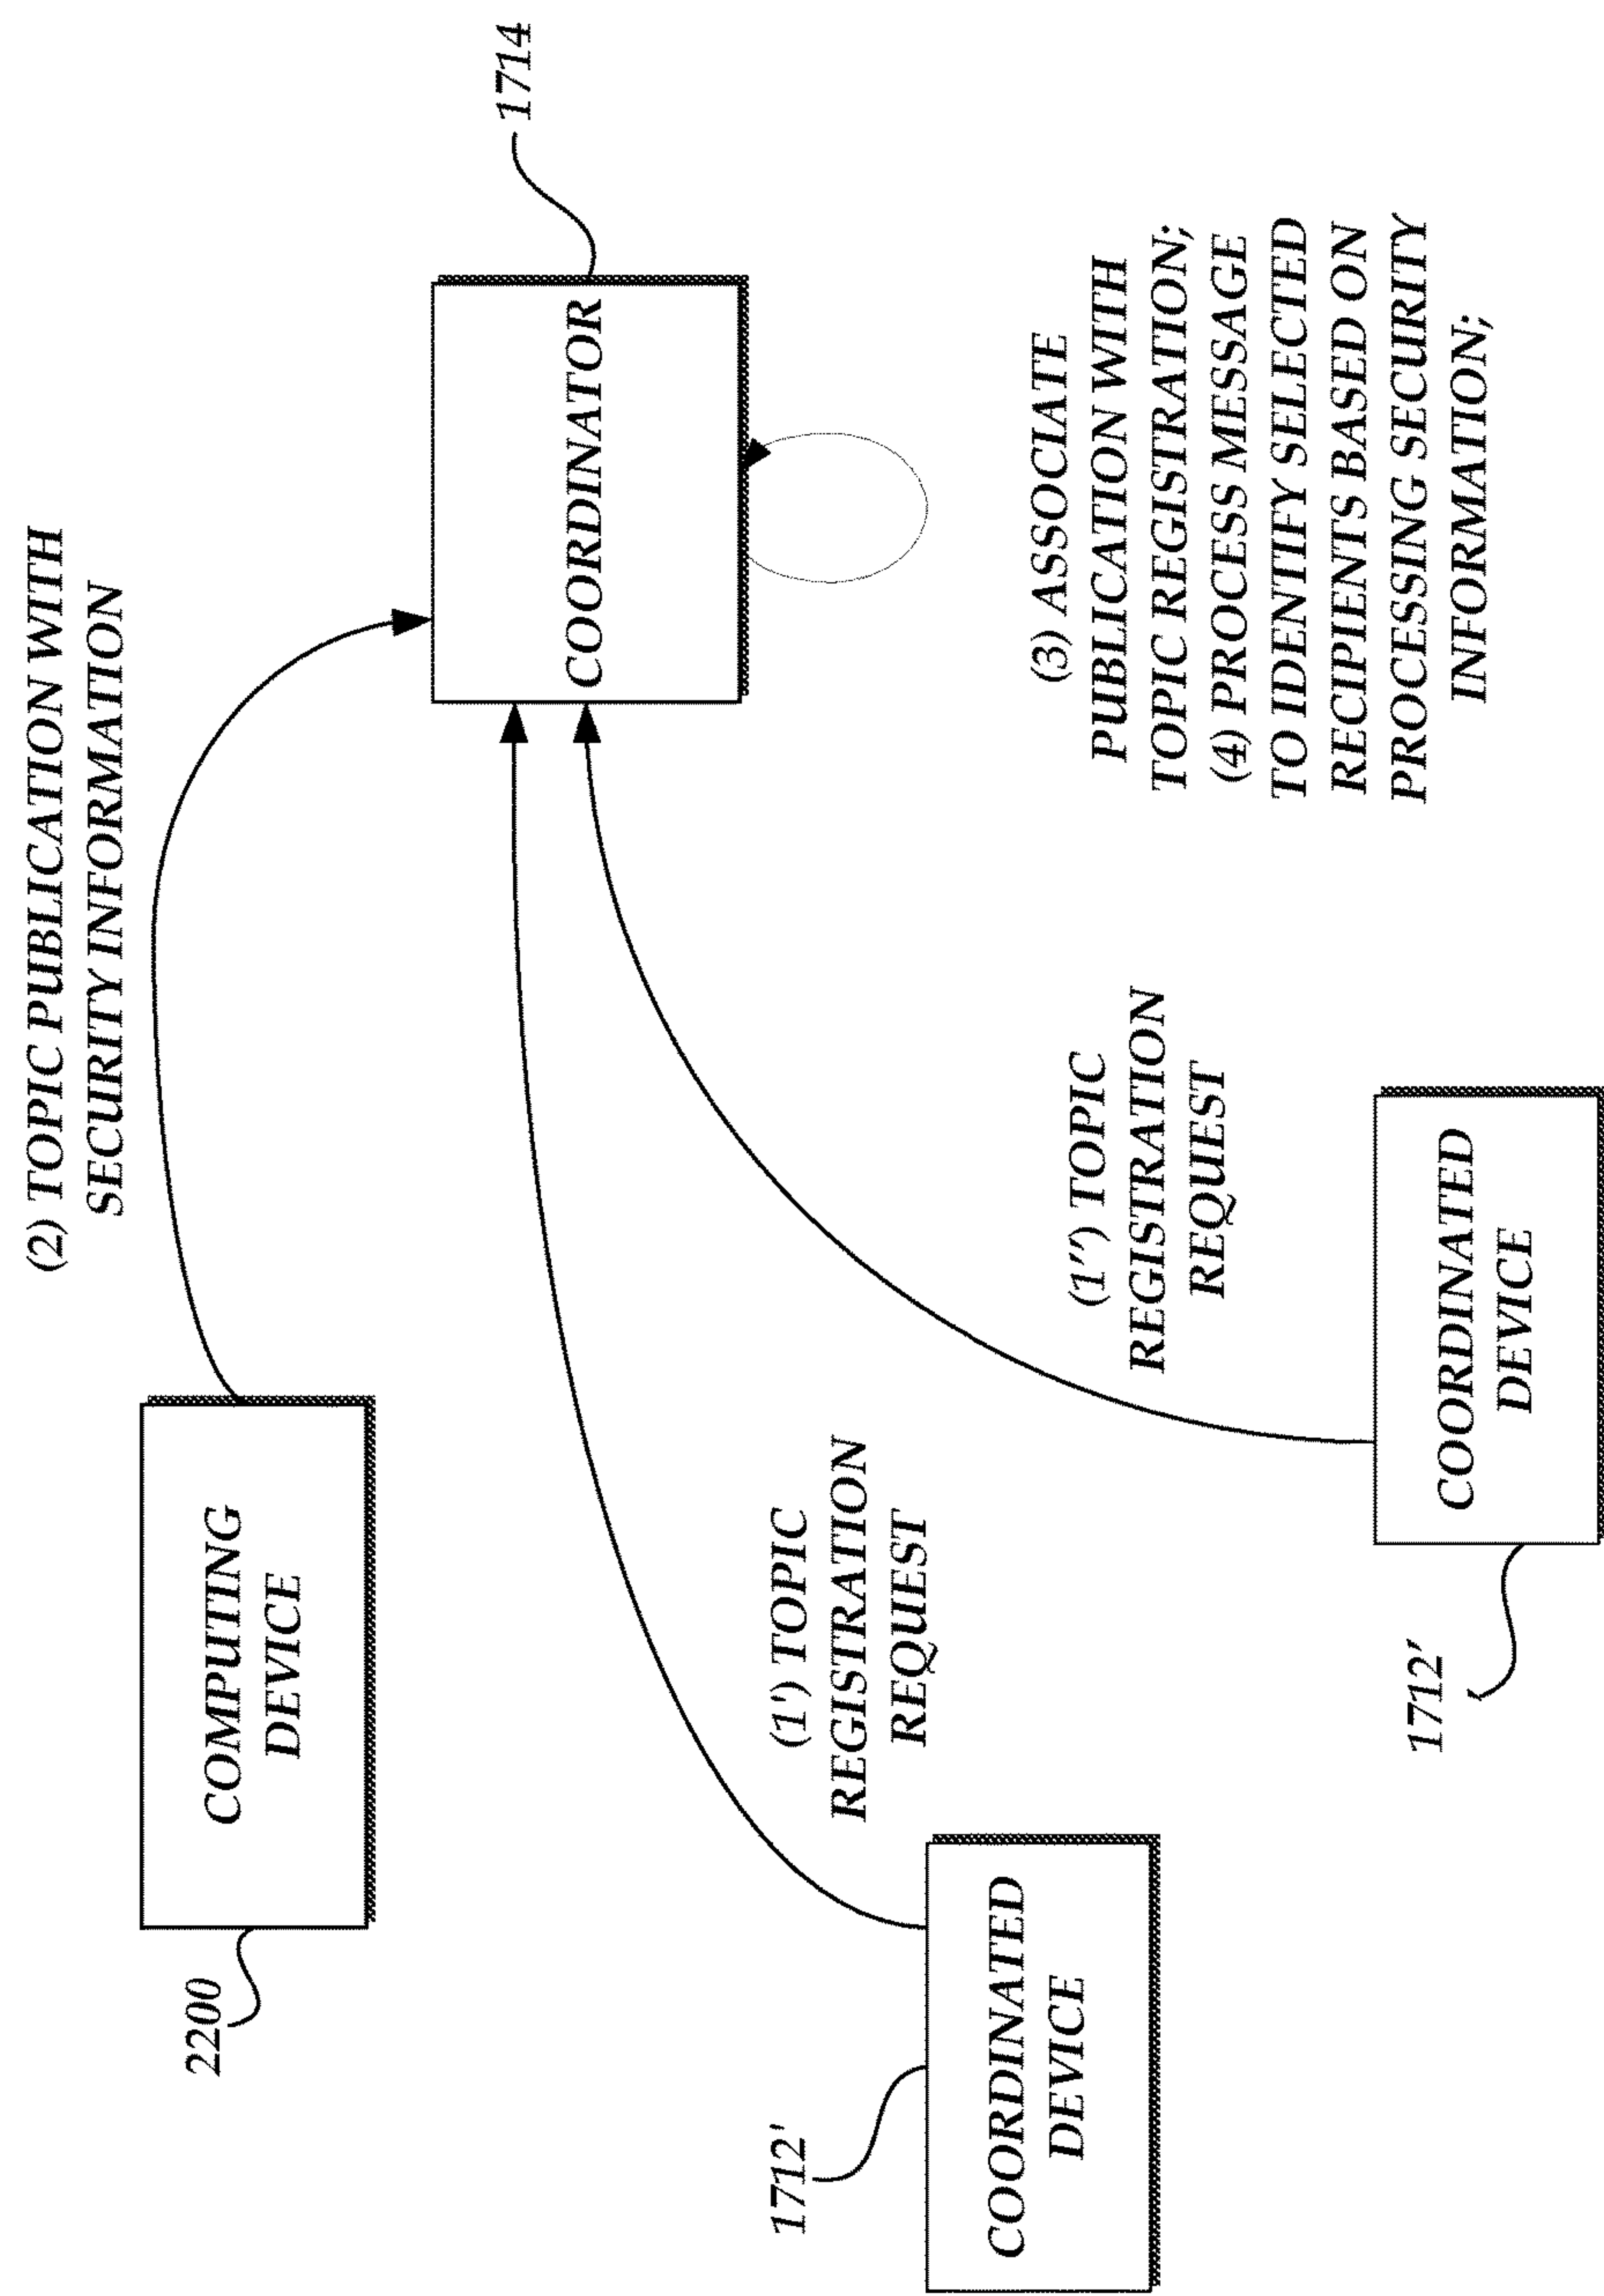 (2) TOPIC PUBLICATION WITH
SECURITY INFORMATION
2200
COMPUTING
DEVICE
COORDINATOR
1714
1712'
COORDINATED
DEVICE
(1') TOPIC
REGISTRATION
REQUEST
(1'') TOPIC
REGISTRATION
REQUEST
1712'
COORDINATED
DEVICE
(3) ASSOCIATE
PUBLICATION WITH
TOPIC REGISTRATION;
(4) PROCESS MESSAGE
TO IDENTIFY SELECTED
RECIPIENTS BASED ON
PROCESSING SECURITY
INFORMATION;